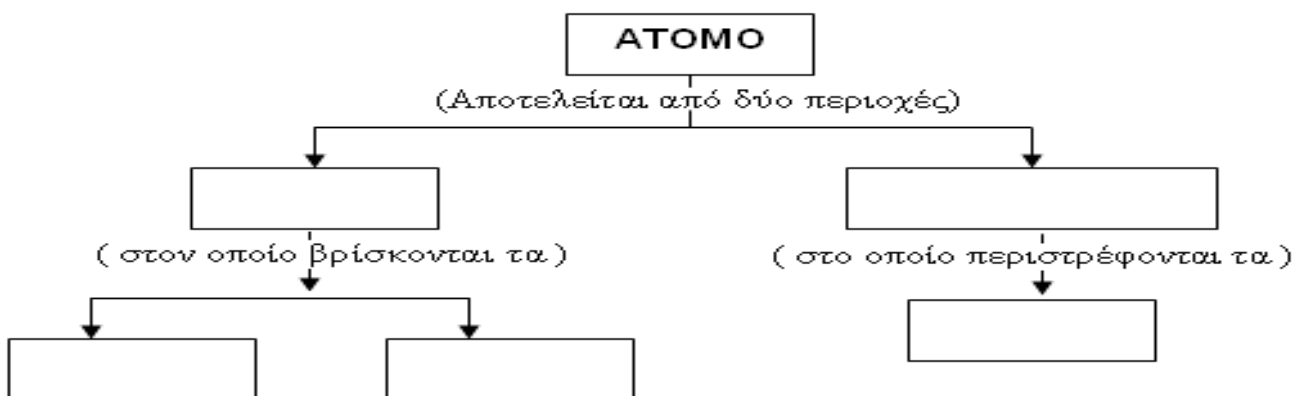 ΑΤΟΜΟ
(Αποτελείται από δύο περιοχές)
( στον οποίο βρίσκονται τα )
( στο οποίο περιστρέφονται τα )